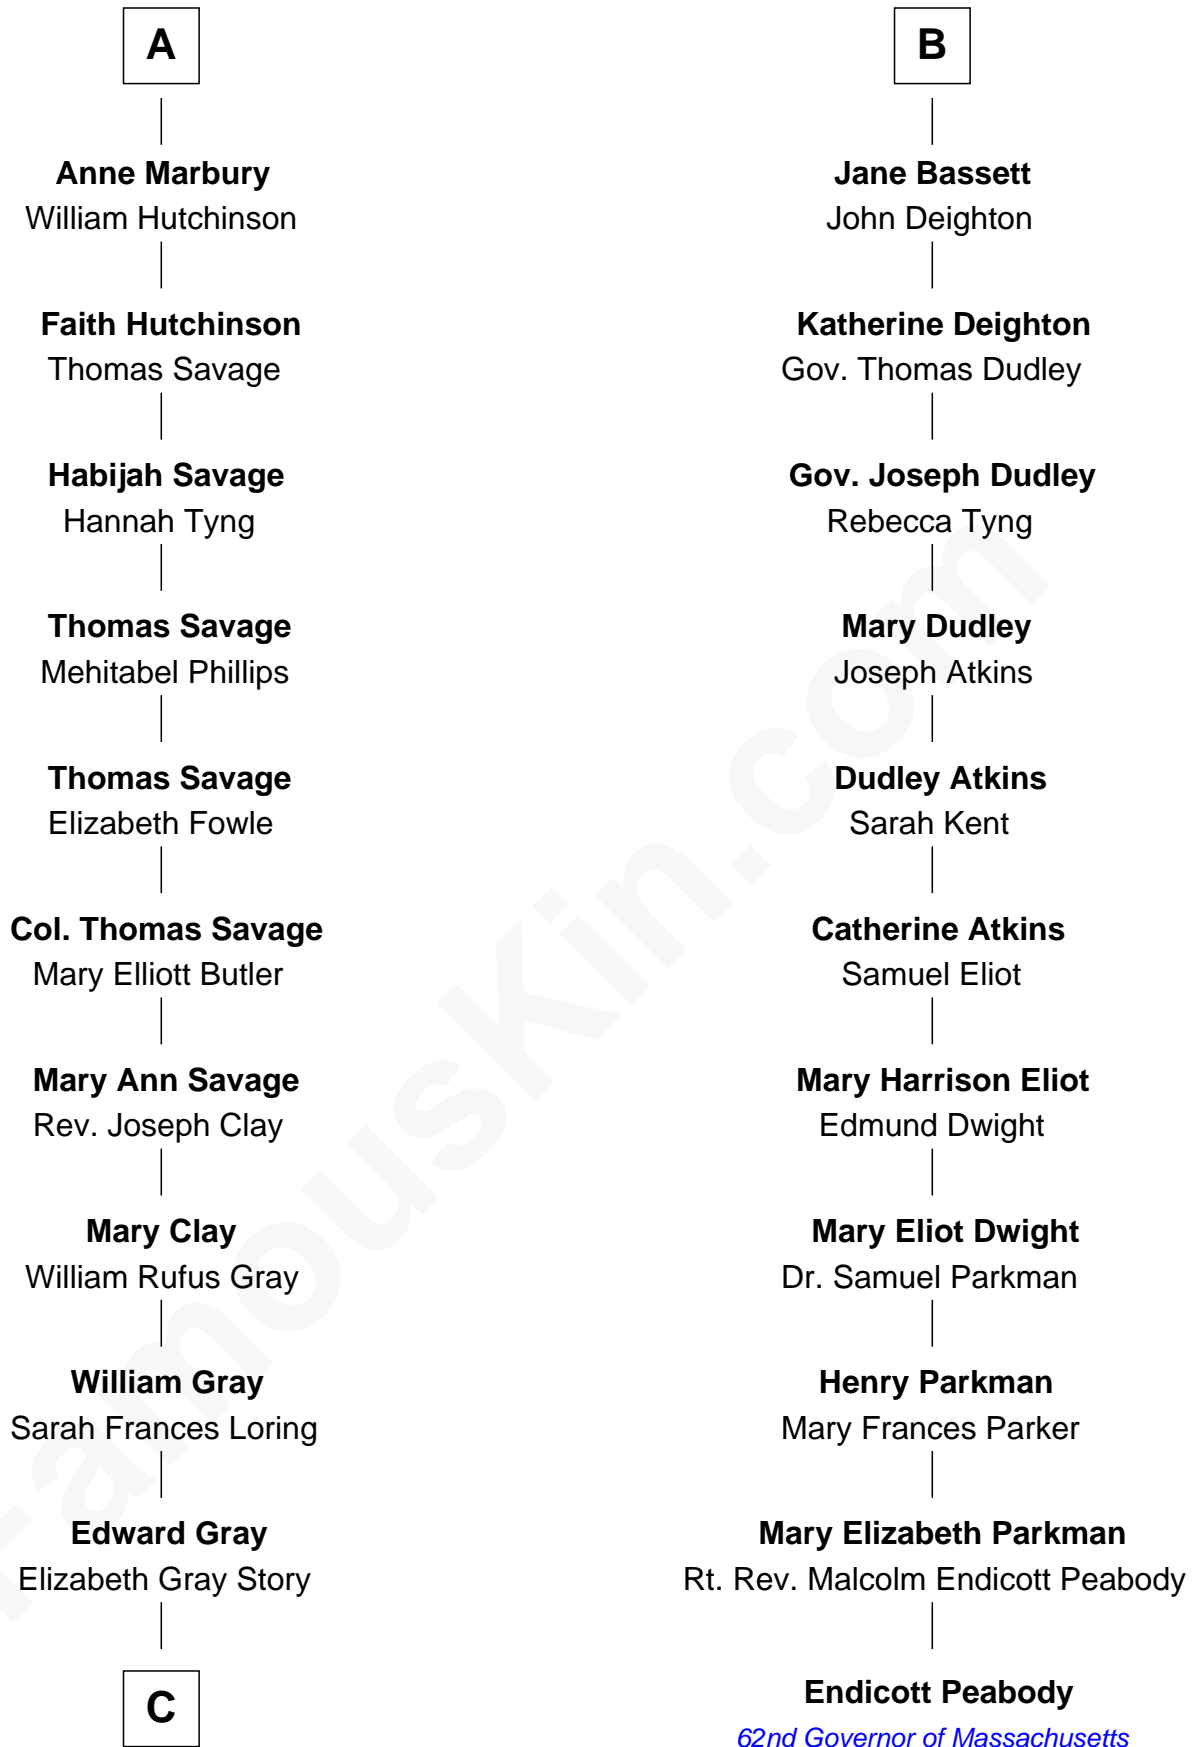 A
Anne Marbury
William Hutchinson
Faith Hutchinson
Thomas Savage
Habijah Savage
Hannah Tyng
Thomas Savage
Mehitabel Phillips
Thomas Savage
Elizabeth Fowle
Col. Thomas Savage
Mary Elliott Butler
Mary Ann Savage
Rev. Joseph Clay
Mary Clay
William Rufus Gray
William Gray
Sarah Frances Loring
Edward Gray
Elizabeth Gray Story
C
B
Jane Bassett
John Deighton
Katherine Deighton
Gov. Thomas Dudley
Gov. Joseph Dudley
Rebecca Tyng
Mary Dudley
Joseph Atkins
Dudley Atkins
Sarah Kent
Catherine Atkins
Samuel Eliot
Mary Harrison Eliot
Edmund Dwight
Mary Eliot Dwight
Dr. Samuel Parkman
Henry Parkman
Mary Frances Parker
Mary Elizabeth Parkman
Rt. Rev. Malcolm Endicott Peabody
Endicott Peabody
62nd Governor of Massachusetts
FamousKin.com